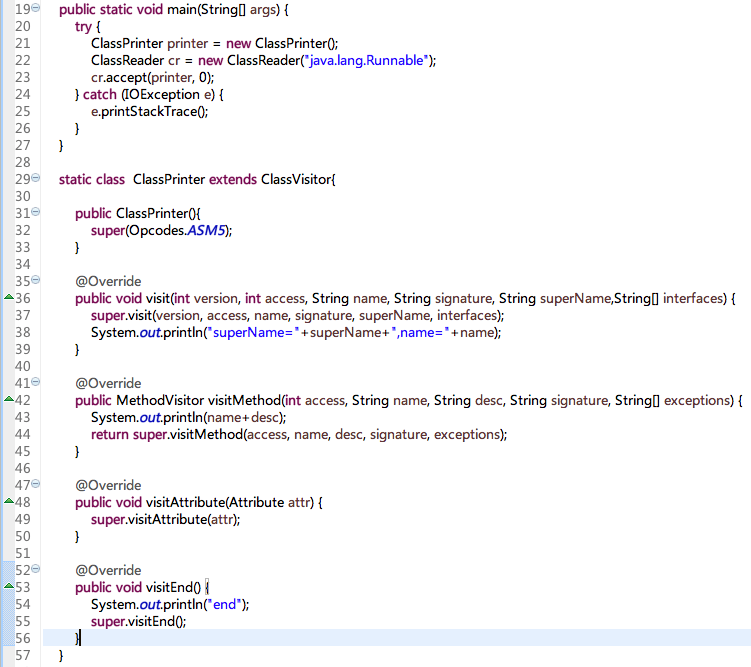 19 public static void main(String[] args) {
20 try {
21 ClassPrinter printer = new ClassPrinter();
22 ClassReader cr = new ClassReader("java.lang.Runnable");
23 cr.accept(printer, 0);
24 } catch (IOException e) {
25 e.printStackTrace();
26 }
27 }
28
29 static class  ClassPrinter extends ClassVisitor{
30
31 public ClassPrinter(){
32 super(Opcodes.ASM5);
33 }
34
35 @Override
36 public void visit(int version, int access, String name, String signature, String superName,String[] interfaces) {
37 super.visit(version, access, name, signature, superName, interfaces);
38 System.out.println("superName="+superName+",name="+name);
39 }
40
41 @Override
42 public MethodVisitor visitMethod(int access, String name, String desc, String signature, String[] exceptions) {
43 System.out.println(name+desc);
44 return super.visitMethod(access, name, desc, signature, exceptions);
45 }
46
47 @Override
48 public void visitAttribute(Attribute attr) {
49 super.visitAttribute(attr);
50 }
51
52 @Override
53 public void visitEnd() {
54 System.out.println("end");
55 super.visitEnd();
56 }
57 }